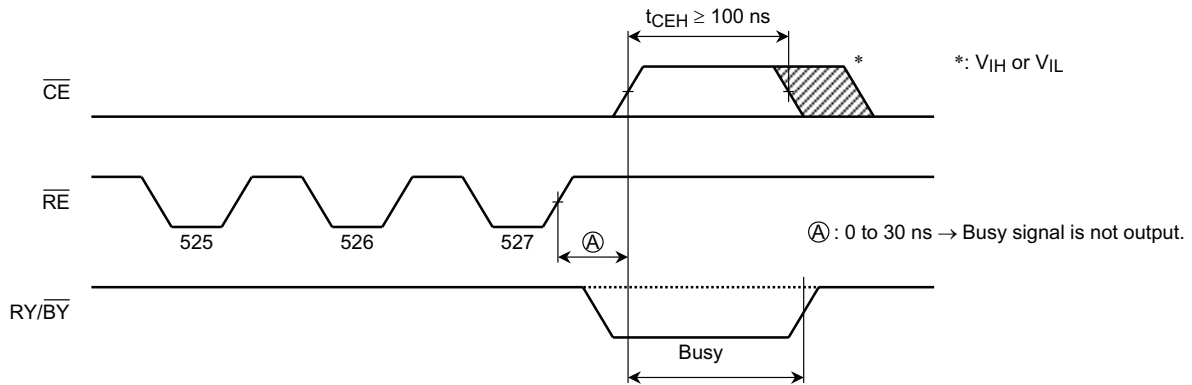 tCEH ≥ 100 ns
CE
*
*: VIH or VIL
RE
525
526
527
A
A : 0 to 30 ns → Busy signal is not output.
RY/BY
Busy